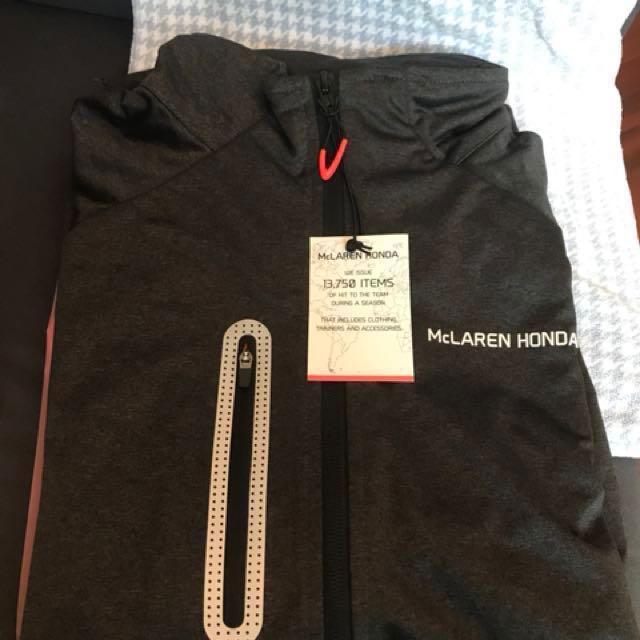 McLAREN HONDA
WE ISSUE
13,750 ITEMS
OF KIT TO THE TEAM
DURING A SEASON.
THAT INCLUDES CLOTHING,
TRAINERS AND ACCESSORIES.
McLAREN HONDA